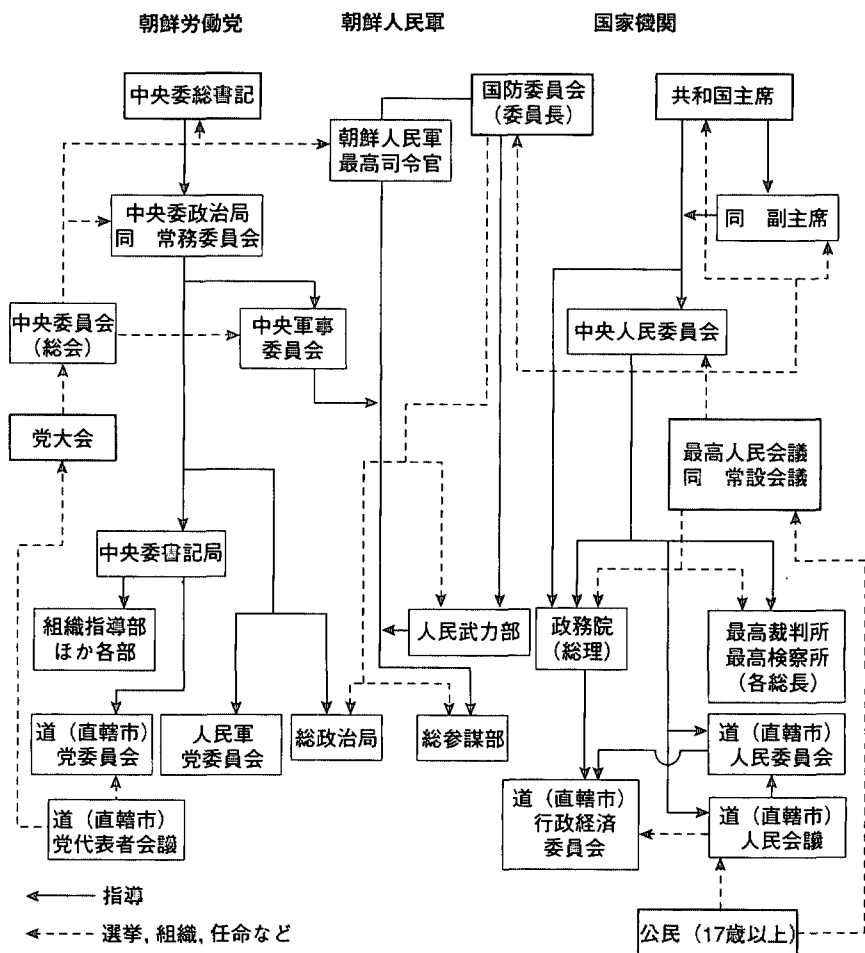 朝鮮労働党
朝鮮人民軍
国家機関
中央委総書記
国防委員会
(委員長)
共和国主席
朝鮮人民軍
最高司令官
中央委政治局
同 常務委員会
同 副主席
中央委員会
(総会)
中央軍事
委員会
中央人民委員会
党大会
最高人民会議
同 常設会議
中央委書記局
組織指導部
ほか各部
人民武力部
政務院
(総理)
最高裁判所
最高検察所
(各総長)
道(直轄市)
党委員会
人民軍
党委員会
総政治局
総参謀部
道(直轄市)
人民委員会
道(直轄市)
行政経済
委員会
道(直轄市)
党代表者会議
道(直轄市)
人民会議
指導
選挙, 組織, 任命など
公民(17歳以上)